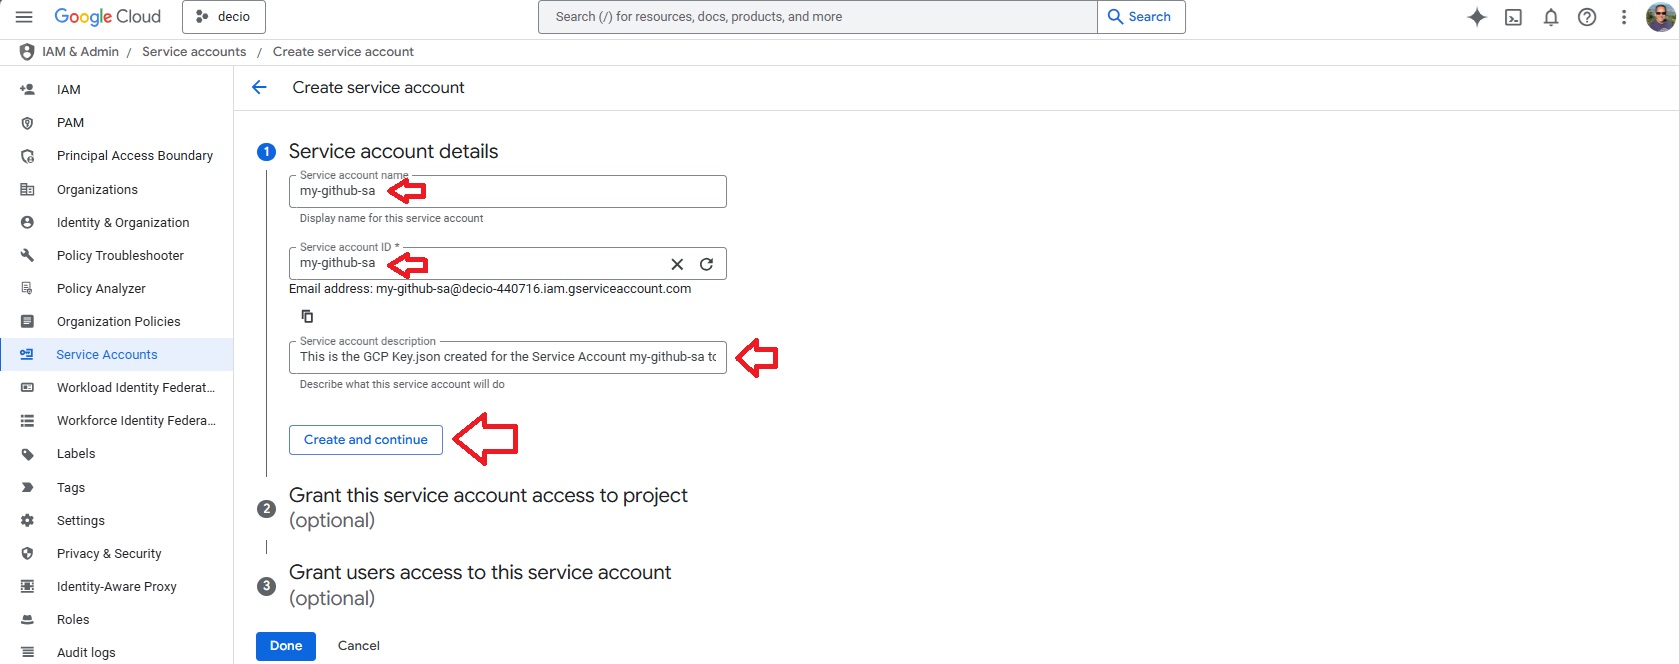 Google Cloud
decio
Search (/) for resources, docs, products, and more
Search
IAM & Admin / Service accounts / Create service account
IAM
PAM
Principal Access Boundary
Organizations
Identity & Organization
Policy Troubleshooter
Policy Analyzer
Organization Policies
Service Accounts
Workload Identity Federat...
Workforce Identity Federa...
Labels
Tags
Settings
Privacy & Security
Identity-Aware Proxy
Roles
Audit logs
Create service account
1 Service account details
Service account name
my-github-sa
Display name for this service account
Service account ID *
my-github-sa
Email address: my-github-sa@decio-440716.iam.gserviceaccount.com
Service account description
This is the GCP Key.json created for the Service Account my-github-sa to
Describe what this service account will do
Create and continue
2 Grant this service account access to project
(optional)
3 Grant users access to this service account
(optional)
Done
Cancel